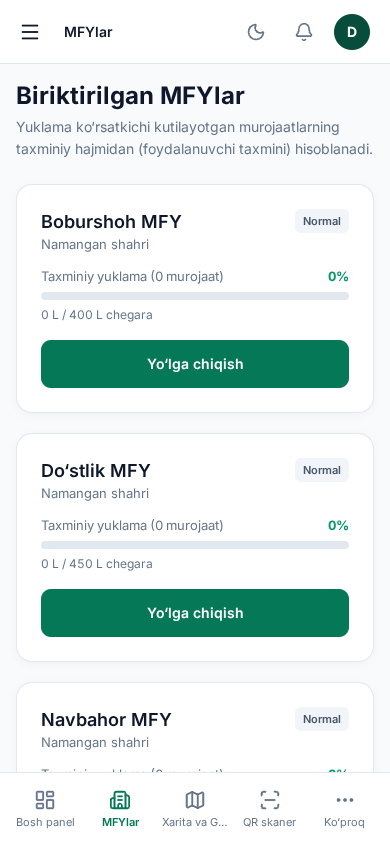 MFYlar
D
Biriktirilgan MFYlar
Yuklama ko‘rsatkichi kutilayotgan murojaatlarning
taxminiy hajmidan (foydalanuvchi taxmini) hisoblanadi.
Boburshoh MFY
Normal
Namangan shahri
Taxminiy yuklama (0 murojaat) 0%
0 L / 400 L chegara
Yo‘lga chiqish
Do‘stlik MFY
Normal
Namangan shahri
Taxminiy yuklama (0 murojaat) 0%
0 L / 450 L chegara
Yo‘lga chiqish
Navbahor MFY
Normal
Namangan shahri
Bosh panel MFYlar Xarita va G... QR skaner Ko‘proq